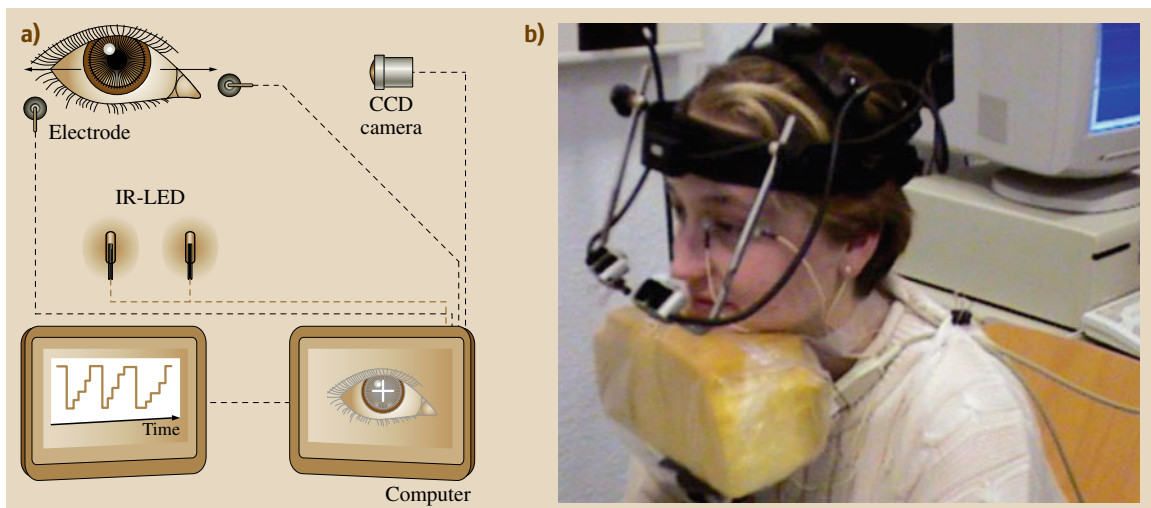 a)
b)
CCD
camera
Electrode
IR-LED
Time
Computer